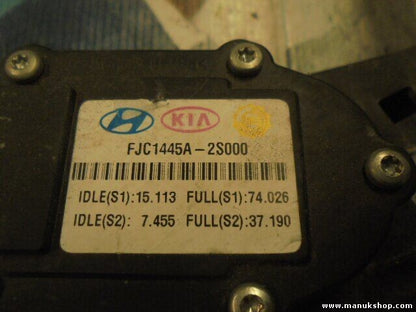 KIA
FJC1445A-2S000
IDLE(S1):15.113 FULL(S1):74.026
IDLE(S2): 7.455 FULL(S2):37.190
www.manukshop.com